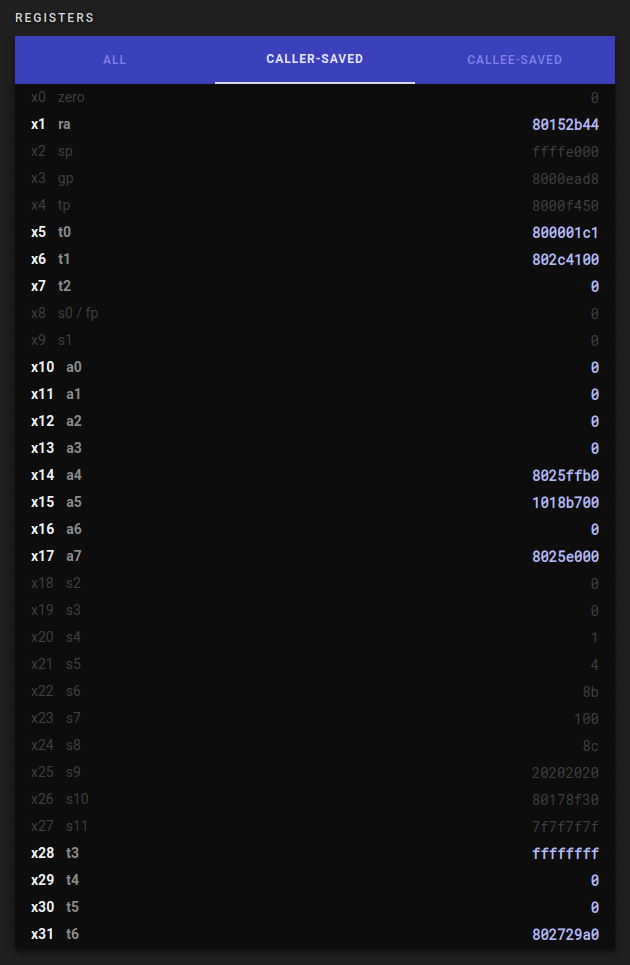 REGISTERS
ALL CALLER-SAVED CALLEE-SAVED
x0 zero 0
x1 ra 80152b44
x2 sp ffffe000
x3 gp 8000ead8
x4 tp 8000f450
x5 t0 800001c1
x6 t1 802c4100
x7 t2 0
x8 s0 / fp 0
x9 s1 0
x10 a0 0
x11 a1 0
x12 a2 0
x13 a3 0
x14 a4 8025ffb0
x15 a5 1018b700
x16 a6 0
x17 a7 8025e000
x18 s2 0
x19 s3 0
x20 s4 1
x21 s5 4
x22 s6 8b
x23 s7 100
x24 s8 8c
x25 s9 20202020
x26 s10 80178f30
x27 s11 7f7f7f7f
x28 t3 ffffffff
x29 t4 0
x30 t5 0
x31 t6 802729a0